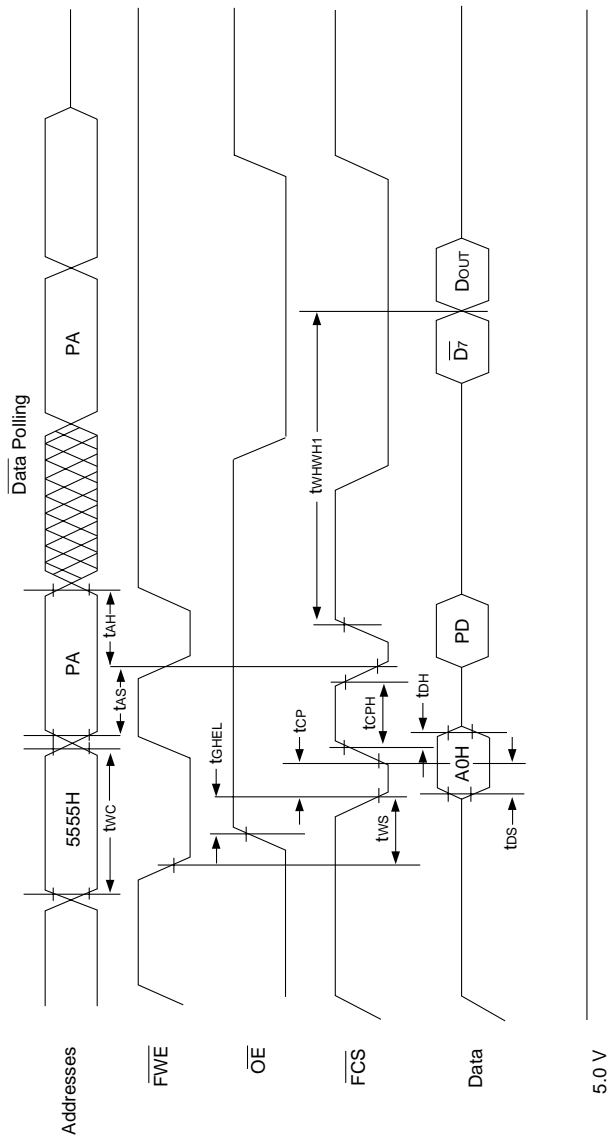 Data Polling
Addresses
5555H
PA
PA
tWC
tAS
tAH
FWE
tGHEL
OE
tWHWH1
tCP
FCS
tWS
tCPH
tDH
Data
A0H
PD
D7
DOUT
tDS
5.0 V